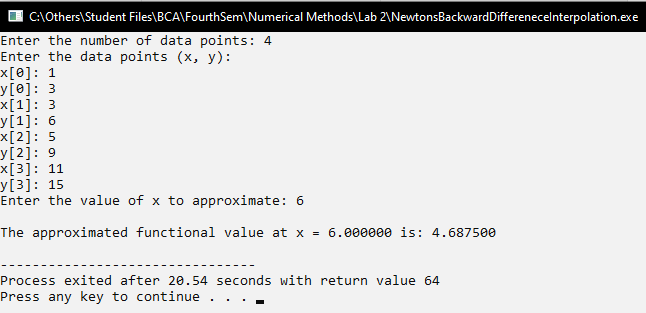 C:\Others\Student Files\BCA\FourthSem\Numerical Methods\Lab 2\NewtonsBackwardDiffereneceInterpolation.exe
Enter the number of data points: 4
Enter the data points (x, y):
x[0]: 1
y[0]: 3
x[1]: 3
y[1]: 6
x[2]: 5
y[2]: 9
x[3]: 11
y[3]: 15
Enter the value of x to approximate: 6
The approximated functional value at x = 6.000000 is: 4.687500
--------------------------------
Process exited after 20.54 seconds with return value 64
Press any key to continue . . .